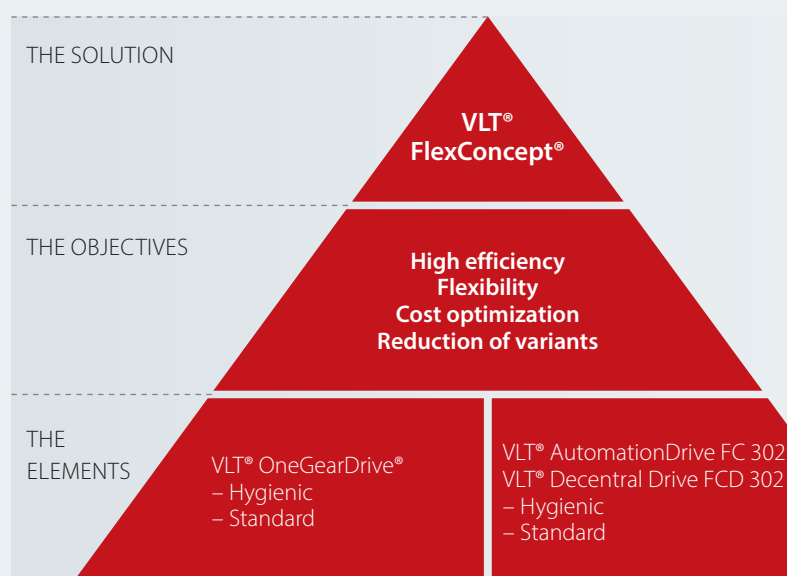 THE SOLUTION
VLT®
FlexConcept®
THE OBJECTIVES
High efficiency
Flexibility
Cost optimization
Reduction of variants
THE
ELEMENTS
VLT® OneGearDrive®
– Hygienic
– Standard
VLT® AutomationDrive FC 302
VLT® Decentral Drive FCD 302
– Hygienic
– Standard